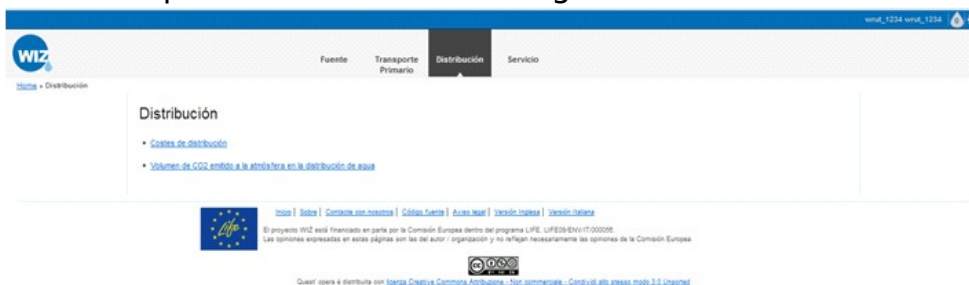 wrut_1234 wrut_1234
WIZ
Fuente Transporte Primario Distribución Servicio
Home » Distribución
Distribución
Costes de distribución
Volumen de CO2 emitido a la atmósfera en la distribución de agua
Inicio | Sobre | Contacte con nosotros | Código fuente | Aviso legal | Versión Inglesa | Versión Italiana
Life
El proyecto WIZ está financiado en parte por la Comisión Europea dentro del programa LIFE. LIFE09/ENV/IT/000056.
Las opiniones expresadas en estas páginas son las del autor / organización y no reflejan necesariamente las opiniones de la Comisión Europea
Quest' opera é distribuita con licenza Creative Commons Attribuzione - Non commerciale - Condividi allo stesso modo 3.0 Unported